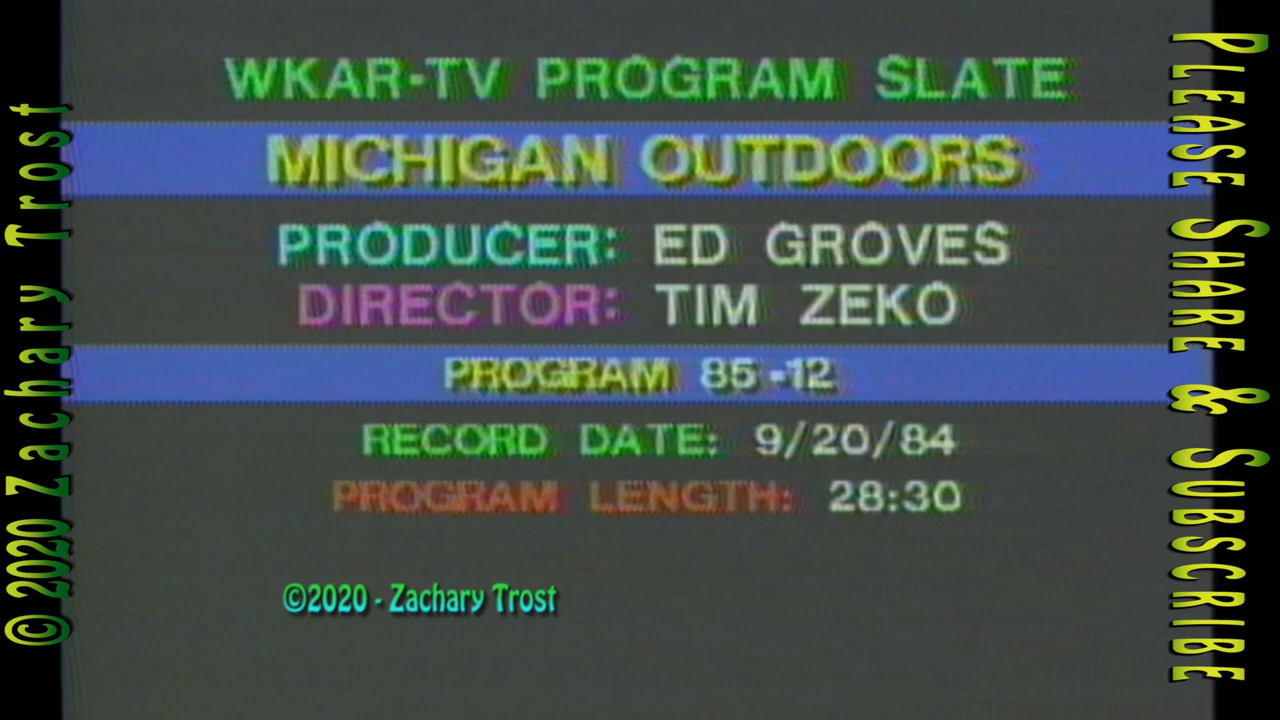 WKAR-TV PROGRAM SLATE
MICHIGAN OUTDOORS
PRODUCER: ED GROVES
DIRECTOR: TIM ZEKO
PROGRAM 85-12
RECORD DATE: 9/20/84
PROGRAM LENGTH: 28:30
©2020 - Zachary Trost
© 2020 Zachary Trost
PLEASE SHARE & SUBSCRIBE